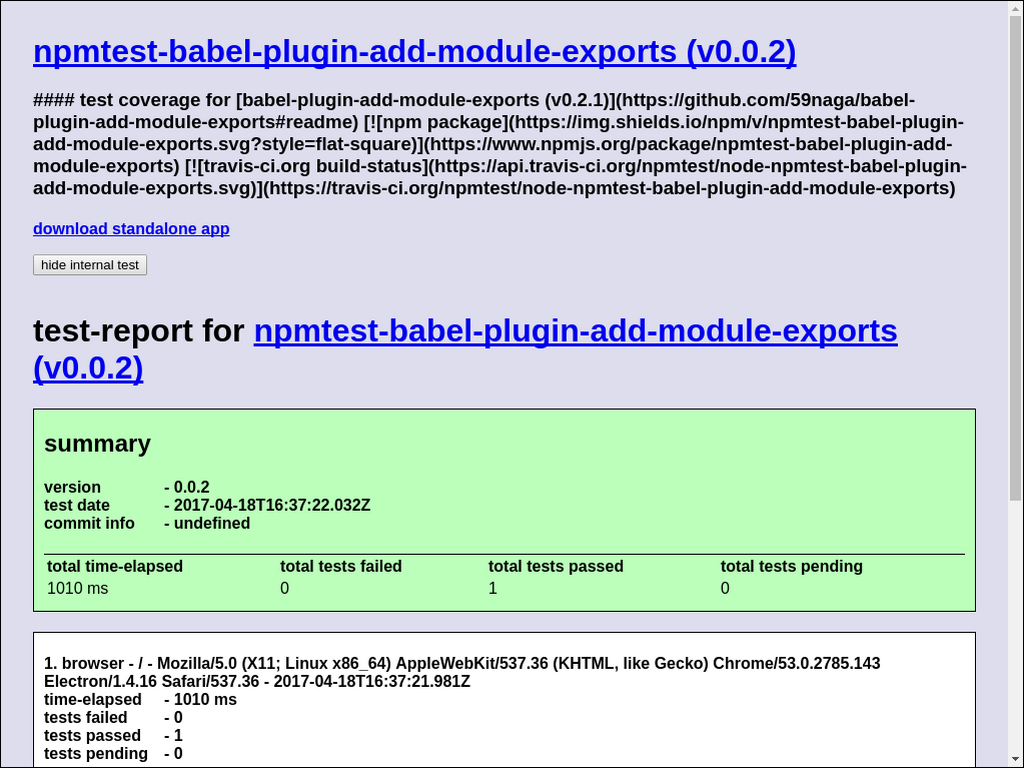 npmtest-babel-plugin-add-module-exports (v0.0.2)
#### test coverage for [babel-plugin-add-module-exports (v0.2.1)](https://github.com/59naga/babel-
plugin-add-module-exports#readme) [![npm package](https://img.shields.io/npm/v/npmtest-babel-plugin-
add-module-exports.svg?style=flat-square)](https://www.npmjs.org/package/npmtest-babel-plugin-add-
module-exports) [![travis-ci.org build-status](https://api.travis-ci.org/npmtest/node-npmtest-babel-plugin-
add-module-exports.svg)](https://travis-ci.org/npmtest/node-npmtest-babel-plugin-add-module-exports)
download standalone app
hide internal test
test-report for npmtest-babel-plugin-add-module-exports
(v0.0.2)
summary
version - 0.0.2
test date - 2017-04-18T16:37:22.032Z
commit info - undefined
total time-elapsed total tests failed total tests passed total tests pending
1010 ms 0 1 0
1. browser - / - Mozilla/5.0 (X11; Linux x86_64) AppleWebKit/537.36 (KHTML, like Gecko) Chrome/53.0.2785.143
Electron/1.4.16 Safari/537.36 - 2017-04-18T16:37:21.981Z
time-elapsed - 1010 ms
tests failed - 0
tests passed - 1
tests pending - 0